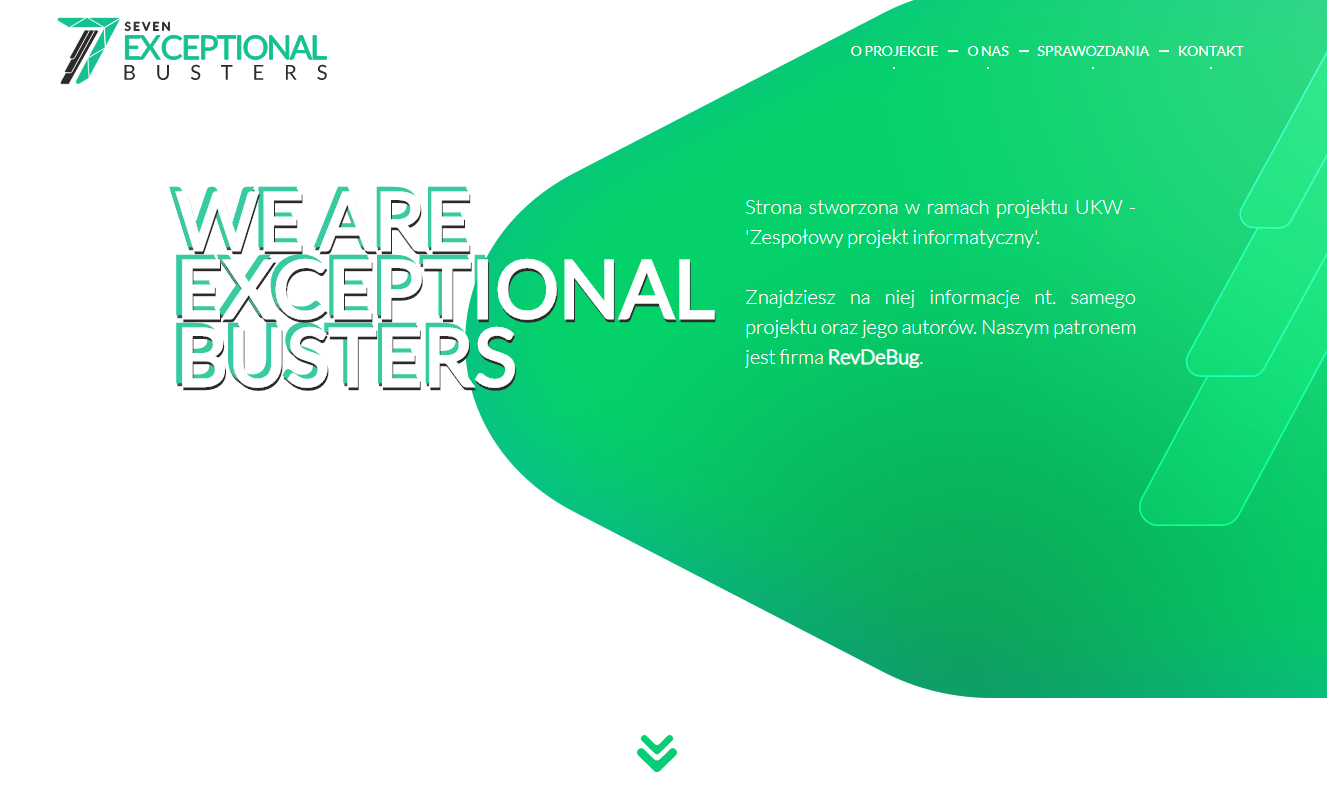 SEVEN
EXCEPTIONAL
BUSTERS
O PROJEKCIE – O NAS – SPRAWOZDANIA – KONTAKT
WE ARE
EXCEPTIONAL
BUSTERS
Strona stworzona w ramach projektu UKW -
'Zespołowy projekt informatyczny'.
Znajdziesz na niej informacje nt. samego
projektu oraz jego autorów. Naszym patronem
jest firma RevDeBug.